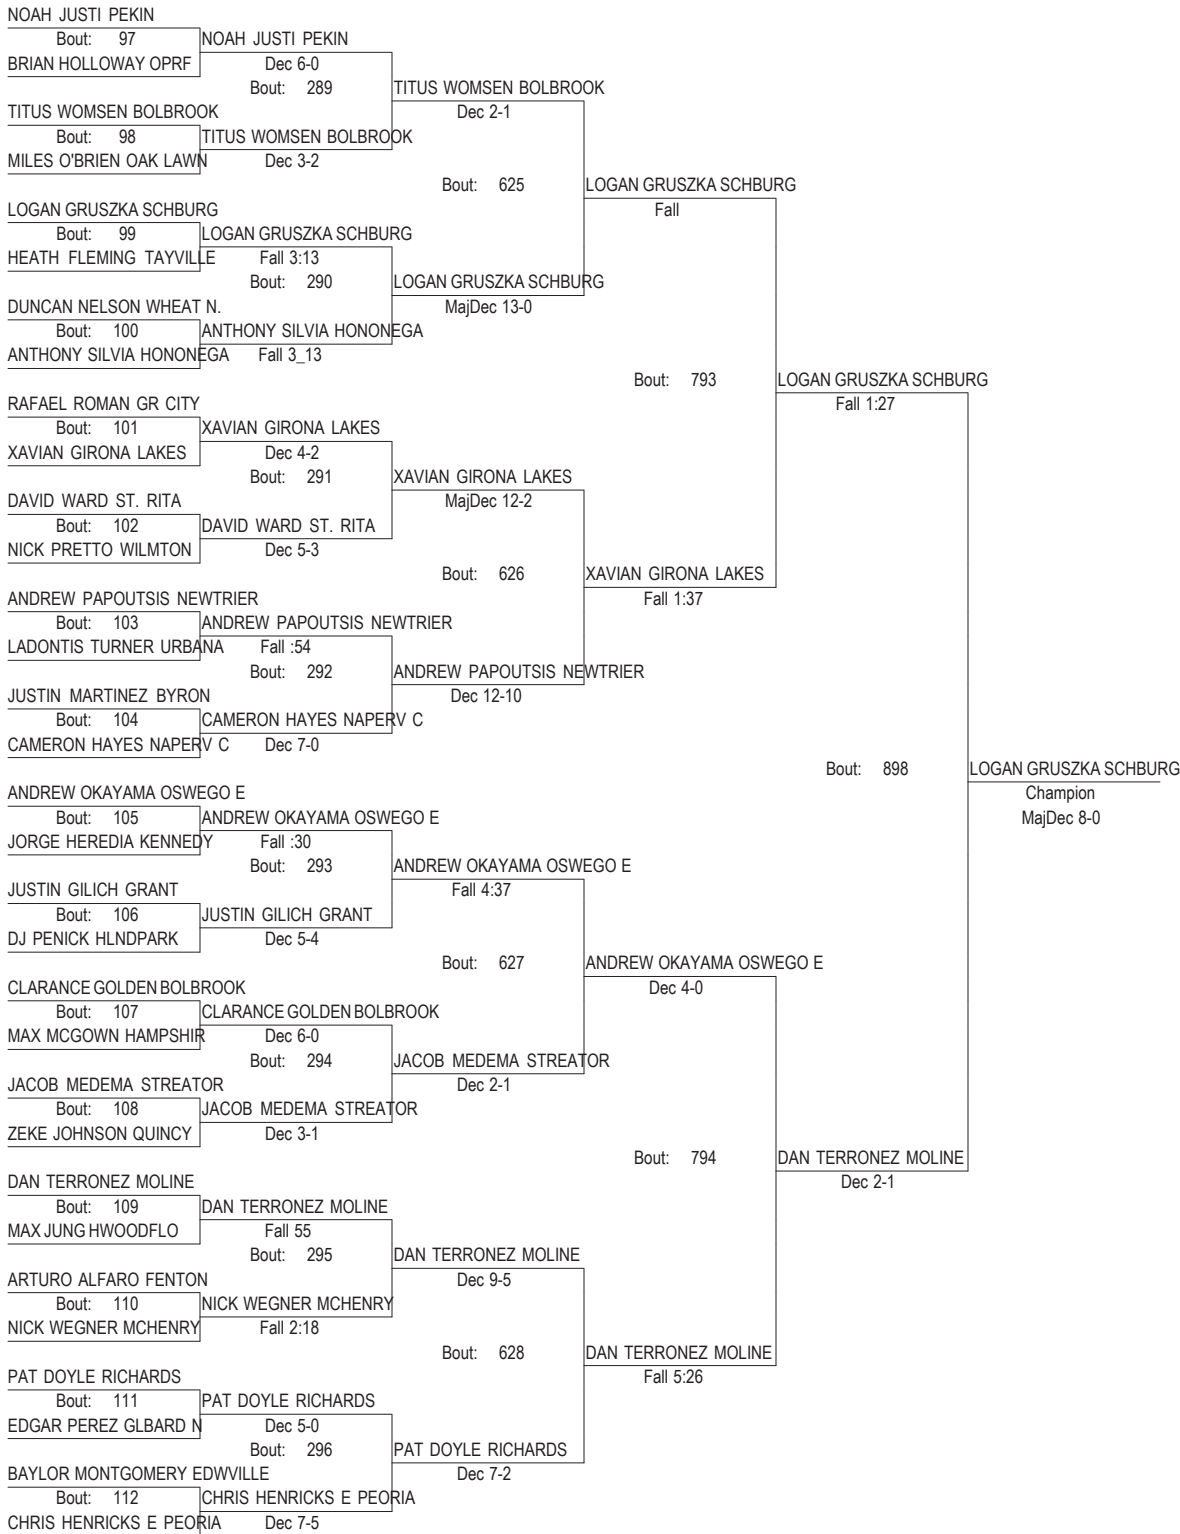 NOAH JUSTI PEKIN
Bout: 97 NOAH JUSTI PEKIN
BRIAN HOLLOWAY OPRF Dec 6-0
Bout: 289 TITUS WOMSEN BOLBROOK
TITUS WOMSEN BOLBROOK Dec 2-1
Bout: 98 TITUS WOMSEN BOLBROOK
MILES O'BRIEN OAK LAWN Dec 3-2
Bout: 625 LOGAN GRUSZKA SCHBURG
LOGAN GRUSZKA SCHBURG Fall
Bout: 99 LOGAN GRUSZKA SCHBURG
HEATH FLEMING TAYVILLE Fall 3:13
Bout: 290 LOGAN GRUSZKA SCHBURG
DUNCAN NELSON WHEAT N. MajDec 13-0
Bout: 100 ANTHONY SILVIA HONONEGA
ANTHONY SILVIA HONONEGA Fall 3_13
Bout: 793 LOGAN GRUSZKA SCHBURG
RAFAEL ROMAN GR CITY Fall 1:27
Bout: 101 XAVIAN GIRONA LAKES
XAVIAN GIRONA LAKES Dec 4-2
Bout: 291 XAVIAN GIRONA LAKES
DAVID WARD ST. RITA MajDec 12-2
Bout: 102 DAVID WARD ST. RITA
NICK PRETTO WILMTON Dec 5-3
Bout: 626 XAVIAN GIRONA LAKES
ANDREW PAPOUTSIS NEWTRIER Fall 1:37
Bout: 103 ANDREW PAPOUTSIS NEWTRIER
LADONTIS TURNER URBANA Fall :54
Bout: 292 ANDREW PAPOUTSIS NEWTRIER
JUSTIN MARTINEZ BYRON Dec 12-10
Bout: 104 CAMERON HAYES NAPERV C
CAMERON HAYES NAPERV C Dec 7-0
Bout: 898 LOGAN GRUSZKA SCHBURG
ANDREW OKAYAMA OSWEGO E Champion
Bout: 105 ANDREW OKAYAMA OSWEGO E MajDec 8-0
JORGE HEREDIA KENNEDY Fall :30
Bout: 293 ANDREW OKAYAMA OSWEGO E
JUSTIN GILICH GRANT Fall 4:37
Bout: 106 JUSTIN GILICH GRANT
DJ PENICK HLNDPARK Dec 5-4
Bout: 627 ANDREW OKAYAMA OSWEGO E
CLARANCE GOLDEN BOLBROOK Dec 4-0
Bout: 107 CLARANCE GOLDEN BOLBROOK
MAX MCGOWN HAMPSHIR Dec 6-0
Bout: 294 JACOB MEDEMA STREATOR
JACOB MEDEMA STREATOR Dec 2-1
Bout: 108 JACOB MEDEMA STREATOR
ZEKE JOHNSON QUINCY Dec 3-1
Bout: 794 DAN TERRONEZ MOLINE
DAN TERRONEZ MOLINE Dec 2-1
Bout: 109 DAN TERRONEZ MOLINE
MAX JUNG HWOODFLO Fall 55
Bout: 295 DAN TERRONEZ MOLINE
ARTURO ALFARO FENTON Dec 9-5
Bout: 110 NICK WEGNER MCHENRY
NICK WEGNER MCHENRY Fall 2:18
Bout: 628 DAN TERRONEZ MOLINE
PAT DOYLE RICHARDS Fall 5:26
Bout: 111 PAT DOYLE RICHARDS
EDGAR PEREZ GLBARD N Dec 5-0
Bout: 296 PAT DOYLE RICHARDS
BAYLOR MONTGOMERY EDWVILLE Dec 7-2
Bout: 112 CHRIS HENRICKS E PEORIA
CHRIS HENRICKS E PEORIA Dec 7-5